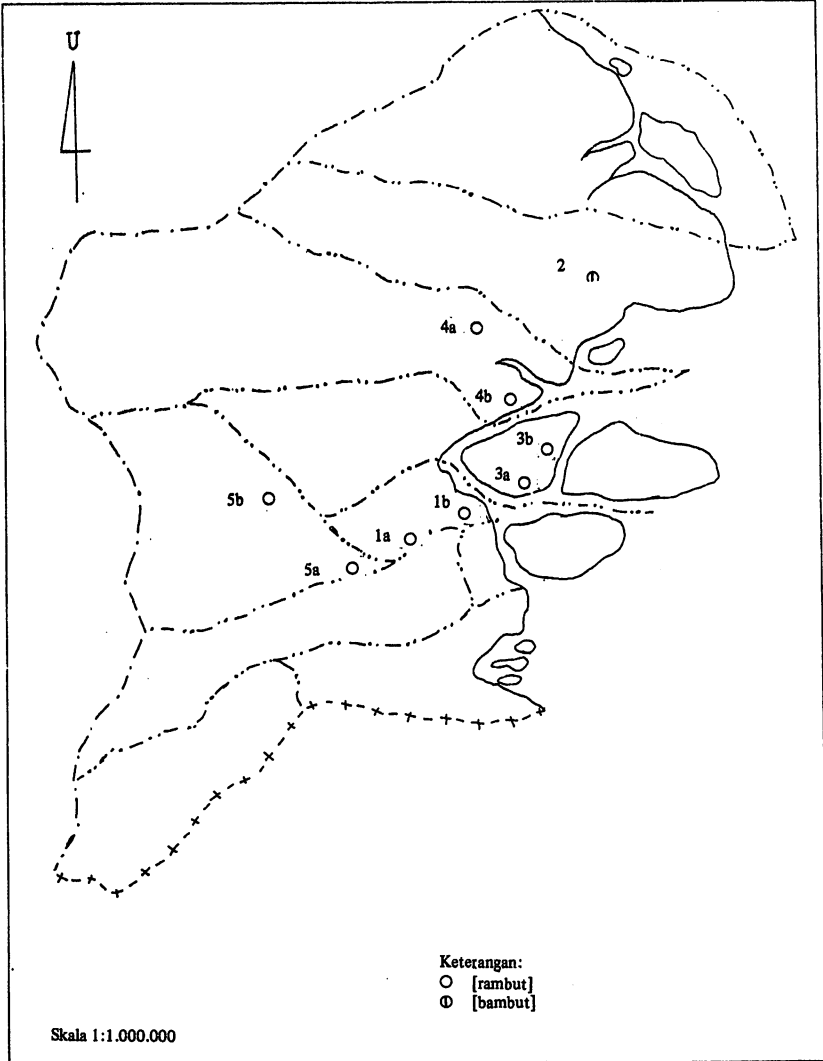 U
2
4a
4b
3b
3a
5b
1b
1a
5a
Keterangan:
[rambut]
[bambut]
Skala 1:1.000.000